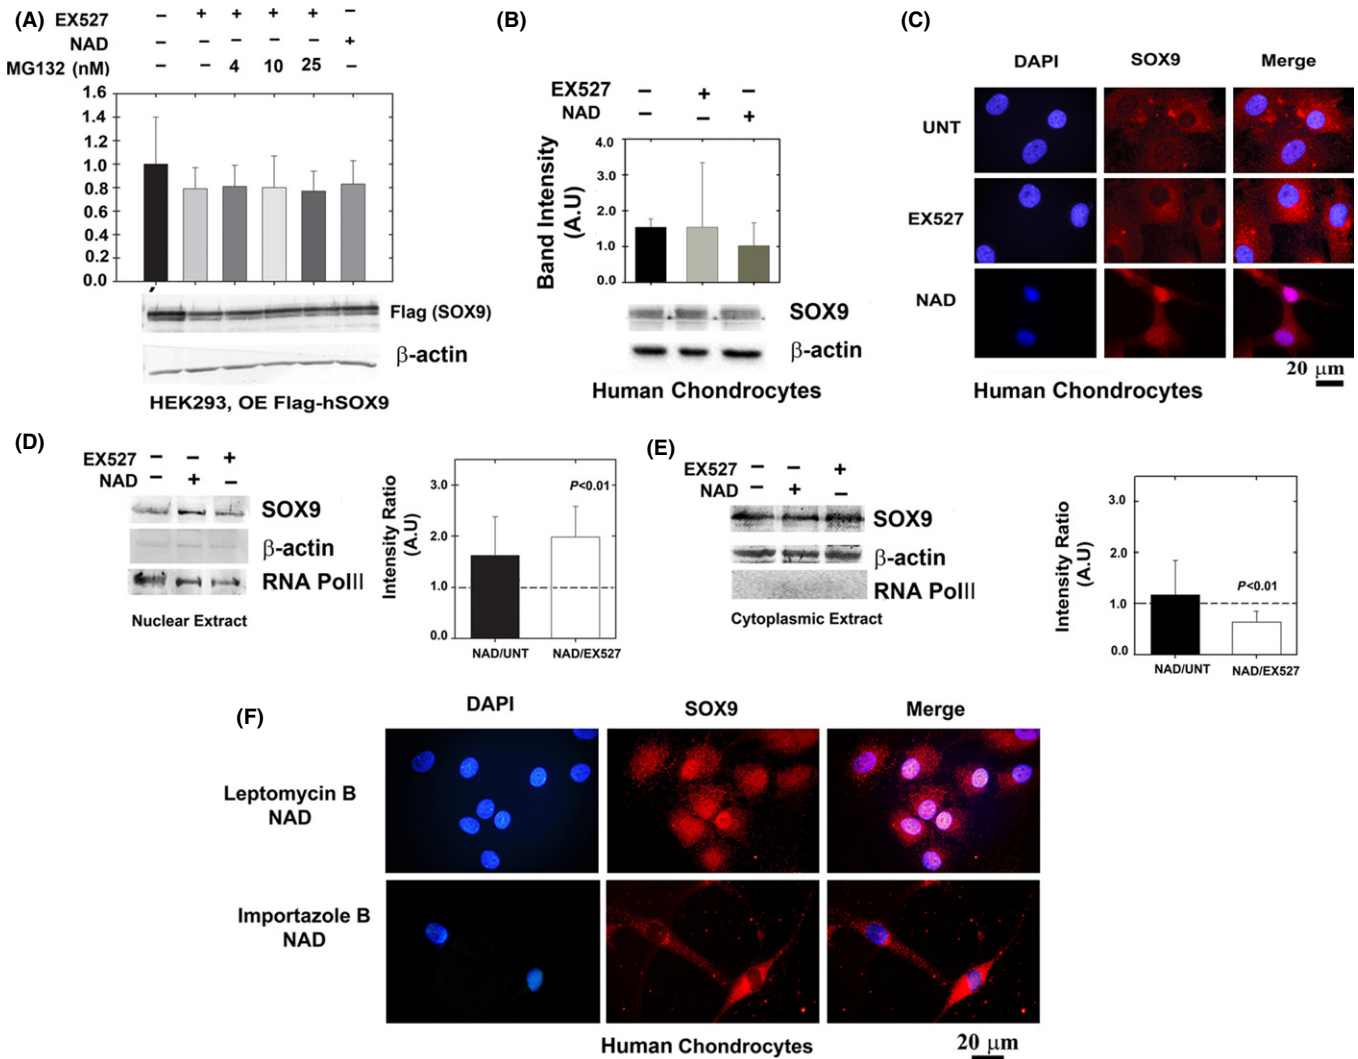 (A)
EX527 – + + + + –
NAD – – – – – +
MG132 (nM) – – 4 10 25 –
1.6
1.4
1.2
1.0
0.8
0.6
0.4
0.2
0.0
Flag (SOX9)
β-actin
HEK293, OE Flag-hSOX9
(B)
EX527 – + –
NAD – – +
Band Intensity
(A.U)
4.0
3.0
2.0
1.0
0.0
SOX9
β-actin
Human Chondrocytes
(C)
DAPI SOX9 Merge
UNT
EX527
NAD
20 μm
Human Chondrocytes
(D)
EX527 – – +
NAD – + –
SOX9
β-actin
RNA PolII
Nuclear Extract
Intensity Ratio
(A.U)
3.0
2.0
1.0
0.0
P<0.01
NAD/UNT NAD/EX527
(E)
EX527 – – +
NAD – + –
SOX9
β-actin
RNA PolII
Cytoplasmic Extract
Intensity Ratio
(A.U)
3.0
2.0
1.0
0.0
P<0.01
NAD/UNT NAD/EX527
(F)
DAPI SOX9 Merge
Leptomycin B
NAD
Importazole B
NAD
Human Chondrocytes
20 μm